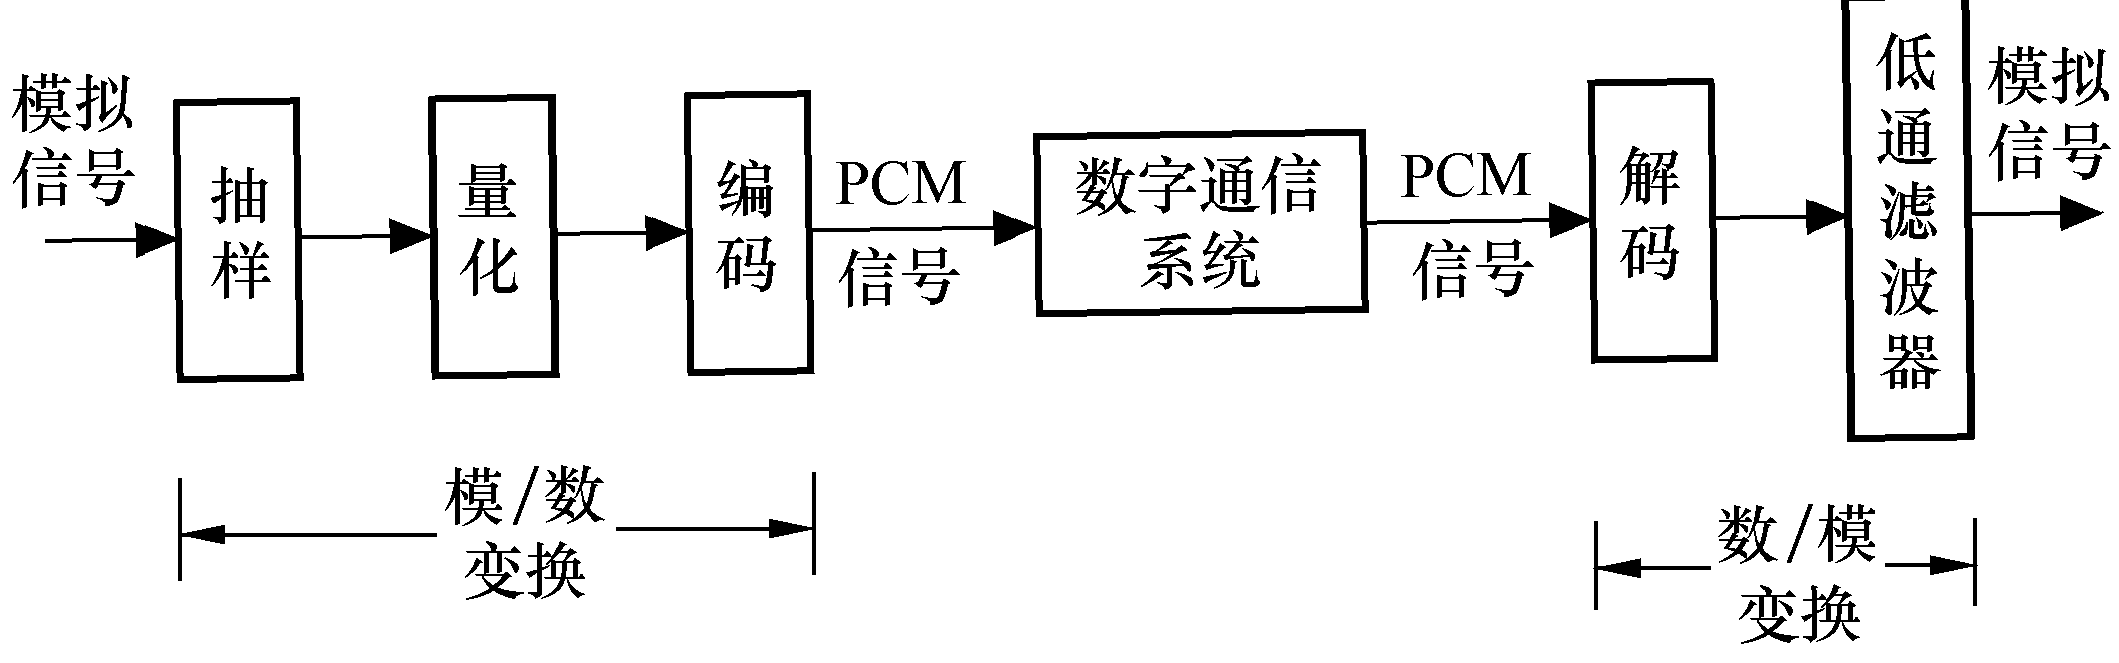 模拟
信号
抽
样
量
化
编
码
PCM
信号
数字通信
系统
PCM
信号
解
码
低
通
滤
波
器
模拟
信号
模/数
变换
数/模
变换